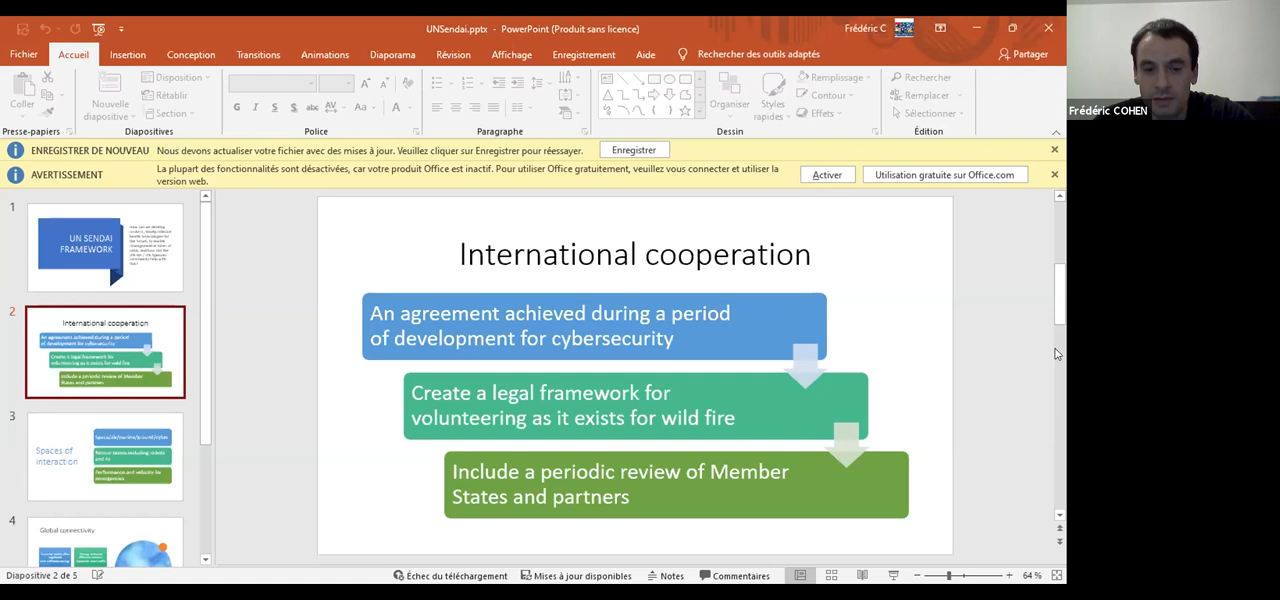 UNSendai.pptx - PowerPoint (Produit sans licence)
Frédéric C
Fichier
Accueil
Insertion
Conception
Transitions
Animations
Diaporama
Révision
Affichage
Enregistrement
Aide
Rechercher des outils adaptés
Partager
Coller
Nouvelle
diapositive
Disposition
Rétablir
Section
G I S S abc AV Aa A
Organiser
Styles
rapides
Remplissage
Contour
Effets
Rechercher
Remplacer
Sélectionner
Presse-papiers
Diapositives
Police
Paragraphe
Dessin
Édition
ENREGISTRER DE NOUVEAU Nous devons actualiser votre fichier avec des mises à jour. Veuillez cliquer sur Enregistrer pour réessayer. Enregistrer
AVERTISSEMENT La plupart des fonctionnalités sont désactivées, car votre produit Office est inactif. Pour utiliser Office gratuitement, veuillez vous connecter et utiliser la
version web.
Activer
Utilisation gratuite sur Office.com
1
UN SENDAI
FRAMEWORK
2
International cooperation
An agreement achieved during a period
of development for cybersecurity
Create a legal framework for
volunteering as it exists for wild fire
Include a periodic review of Member
States and partners
3
Spaces of
interaction
4
Global connectivity
International cooperation
An agreement achieved during a period
of development for cybersecurity
Create a legal framework for
volunteering as it exists for wild fire
Include a periodic review of Member
States and partners
Diapositive 2 de 5
Échec du téléchargement
Mises à jour disponibles
Notes
Commentaires
64 %
Frédéric COHEN